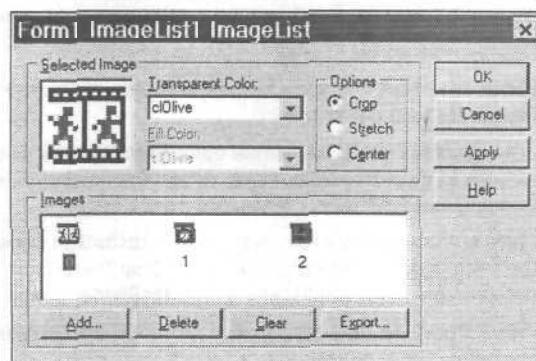 Form1 ImageList1 ImageList
Selected Image
Transparent Color:
clOlive
Fill Color:
Options
Crop
Stretch
Center
OK
Cancel
Apply
Help
Images
1
2
Add...
Delete
Clear
Export...